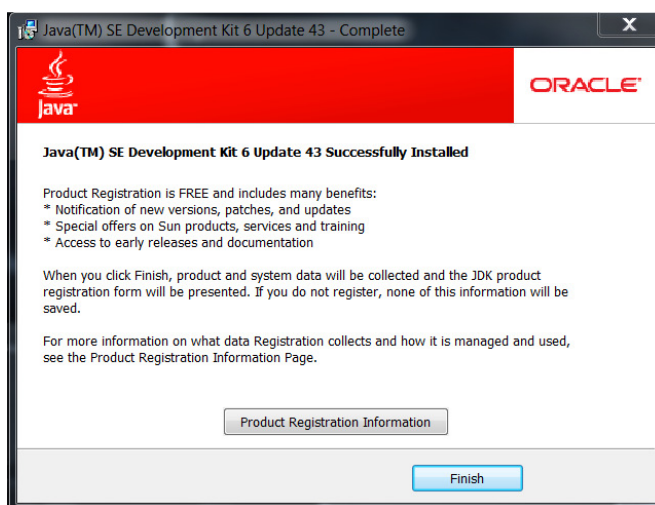 Java(TM) SE Development Kit 6 Update 43 - Complete
X
Java™
ORACLE®
Java(TM) SE Development Kit 6 Update 43 Successfully Installed
Product Registration is FREE and includes many benefits:
* Notification of new versions, patches, and updates
* Special offers on Sun products, services and training
* Access to early releases and documentation
When you click Finish, product and system data will be collected and the JDK product
registration form will be presented. If you do not register, none of this information will be
saved.
For more information on what data Registration collects and how it is managed and used,
see the Product Registration Information Page.
Product Registration Information
Finish